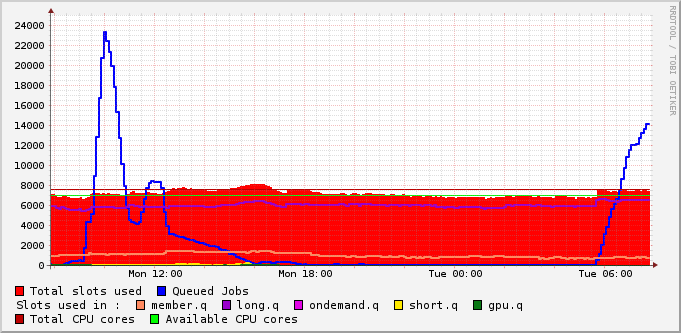 RRDTOOL / TOBI OETIKER
24000
22000
20000
18000
16000
14000
12000
10000
8000
6000
4000
2000
0
Mon 12:00 Mon 18:00 Tue 00:00 Tue 06:00
Total slots used Queued Jobs
Slots used in : member.q long.q ondemand.q short.q gpu.q
Total CPU cores Available CPU cores